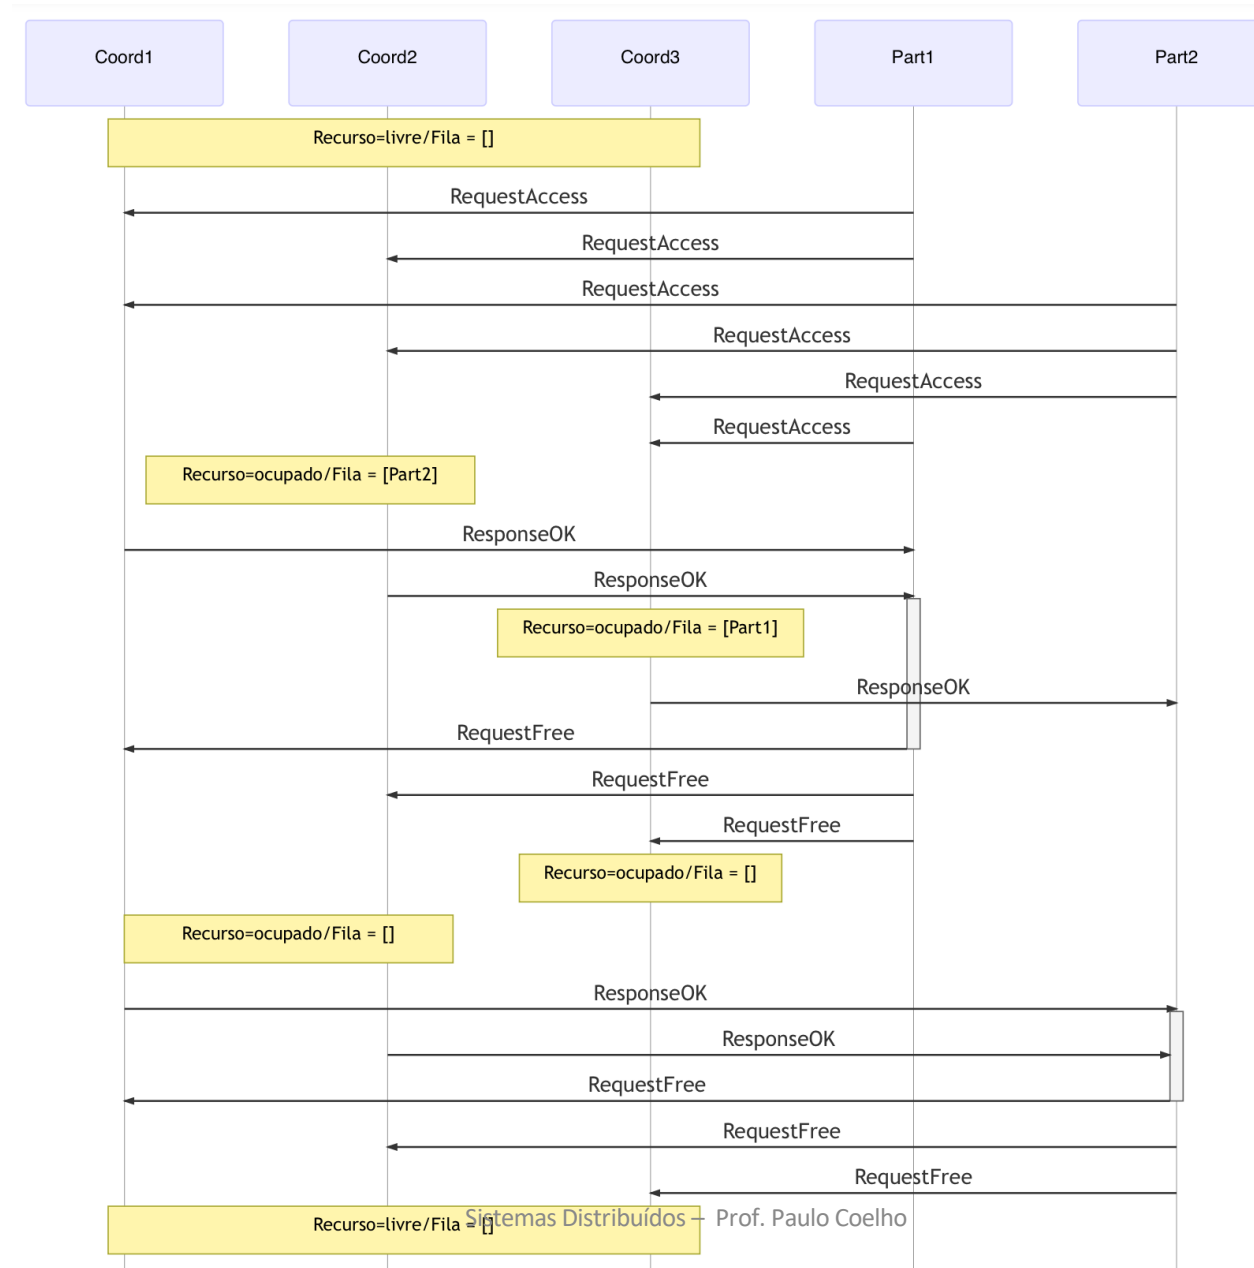 Coord1
Coord2
Coord3
Part1
Part2
Recurso=livre/Fila = []
RequestAccess
RequestAccess
RequestAccess
RequestAccess
RequestAccess
RequestAccess
Recurso=ocupado/Fila = [Part2]
ResponseOK
ResponseOK
Recurso=ocupado/Fila = [Part1]
ResponseOK
RequestFree
RequestFree
RequestFree
Recurso=ocupado/Fila = []
Recurso=ocupado/Fila = []
ResponseOK
ResponseOK
RequestFree
RequestFree
RequestFree
Sistemas Distribuídos – Prof. Paulo Coelho
Recurso=livre/Fila = []